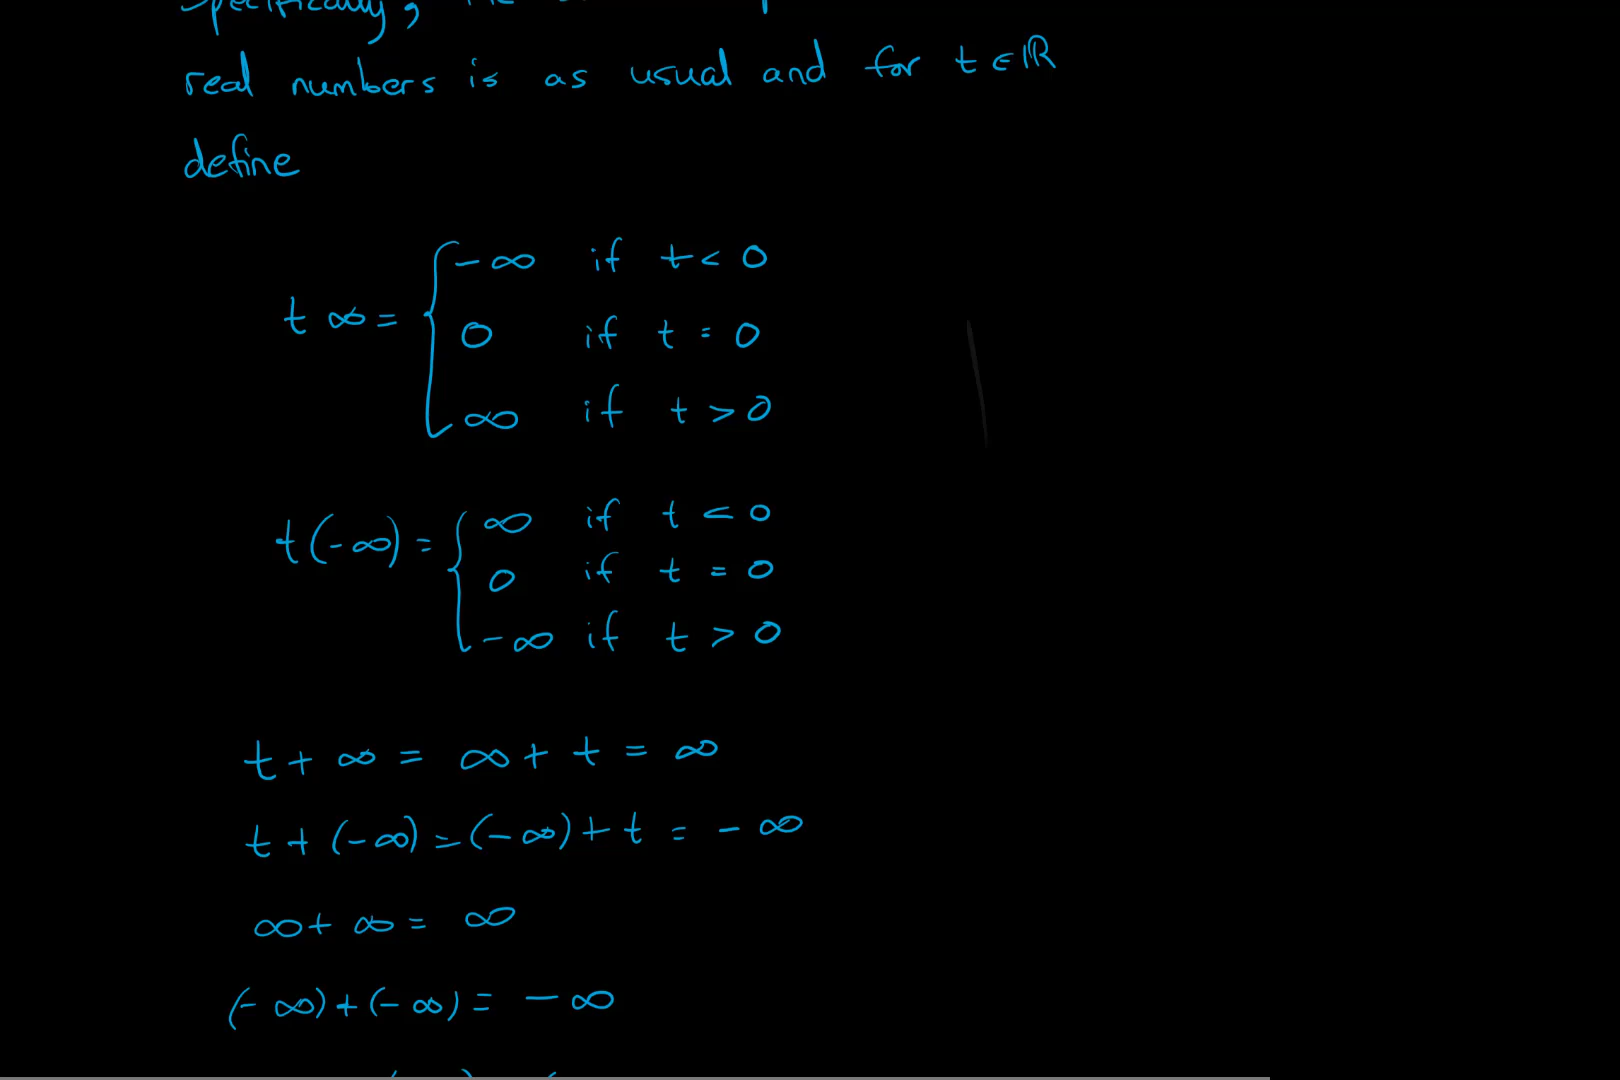 Specifically,
real numbers is as usual and for t ∈ ℝ
define
t ∞ = { -∞ if t < 0
0 if t = 0
∞ if t > 0
t(-∞) = { ∞ if t < 0
0 if t = 0
-∞ if t > 0
t + ∞ = ∞ + t = ∞
t + (-∞) = (-∞) + t = -∞
∞ + ∞ = ∞
(-∞) + (-∞) = -∞